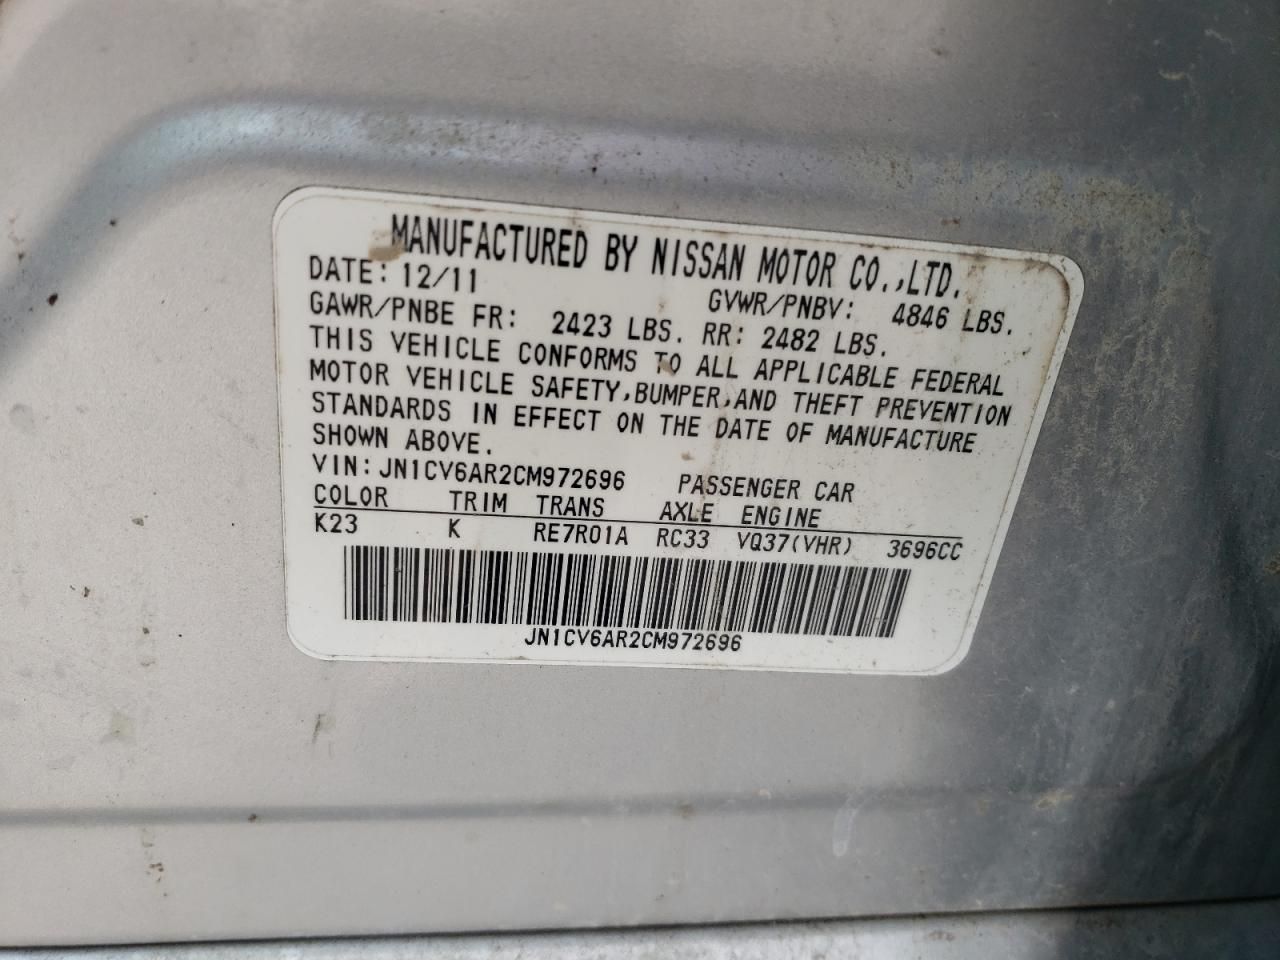 MANUFACTURED BY NISSAN MOTOR CO.,LTD.
DATE: 12/11 GVWR/PNBV: 4846 LBS.
GAWR/PNBE FR: 2423 LBS. RR: 2482 LBS.
THIS VEHICLE CONFORMS TO ALL APPLICABLE FEDERAL
MOTOR VEHICLE SAFETY,BUMPER,AND THEFT PREVENTION
STANDARDS IN EFFECT ON THE DATE OF MANUFACTURE
SHOWN ABOVE.
VIN: JN1CV6AR2CM972696 PASSENGER CAR
COLOR TRIM TRANS AXLE ENGINE
K23 K RE7R01A RC33 VQ37(VHR) 3696CC
JN1CV6AR2CM972696